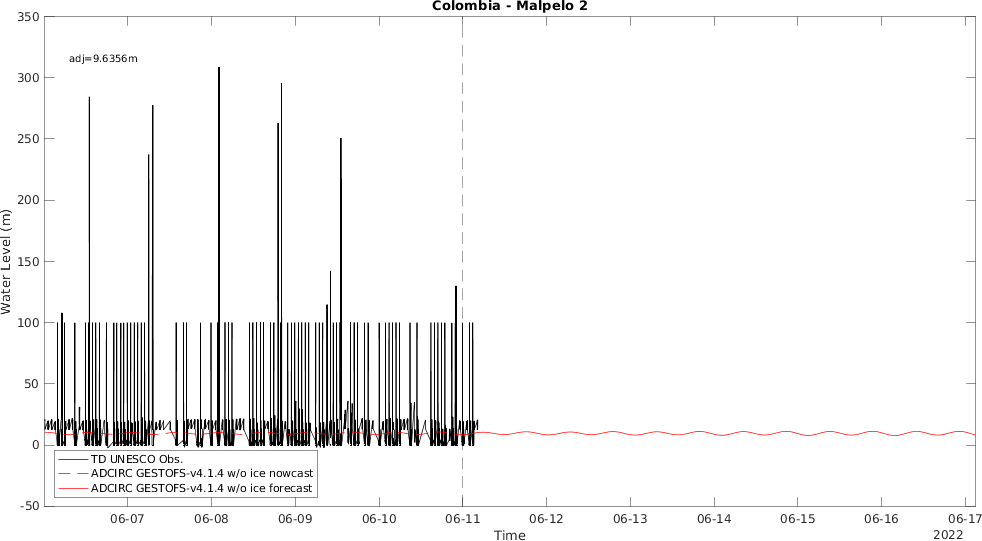 Colombia - Malpelo 2
350
adj=9.6356m
300
250
200
150
100
50
0
-50
Water Level (m)
TD UNESCO Obs.
ADCIRC GESTOFS-v4.1.4 w/o ice nowcast
ADCIRC GESTOFS-v4.1.4 w/o ice forecast
06-07 06-08 06-09 06-10 06-11 06-12 06-13 06-14 06-15 06-16 06-17
Time
2022